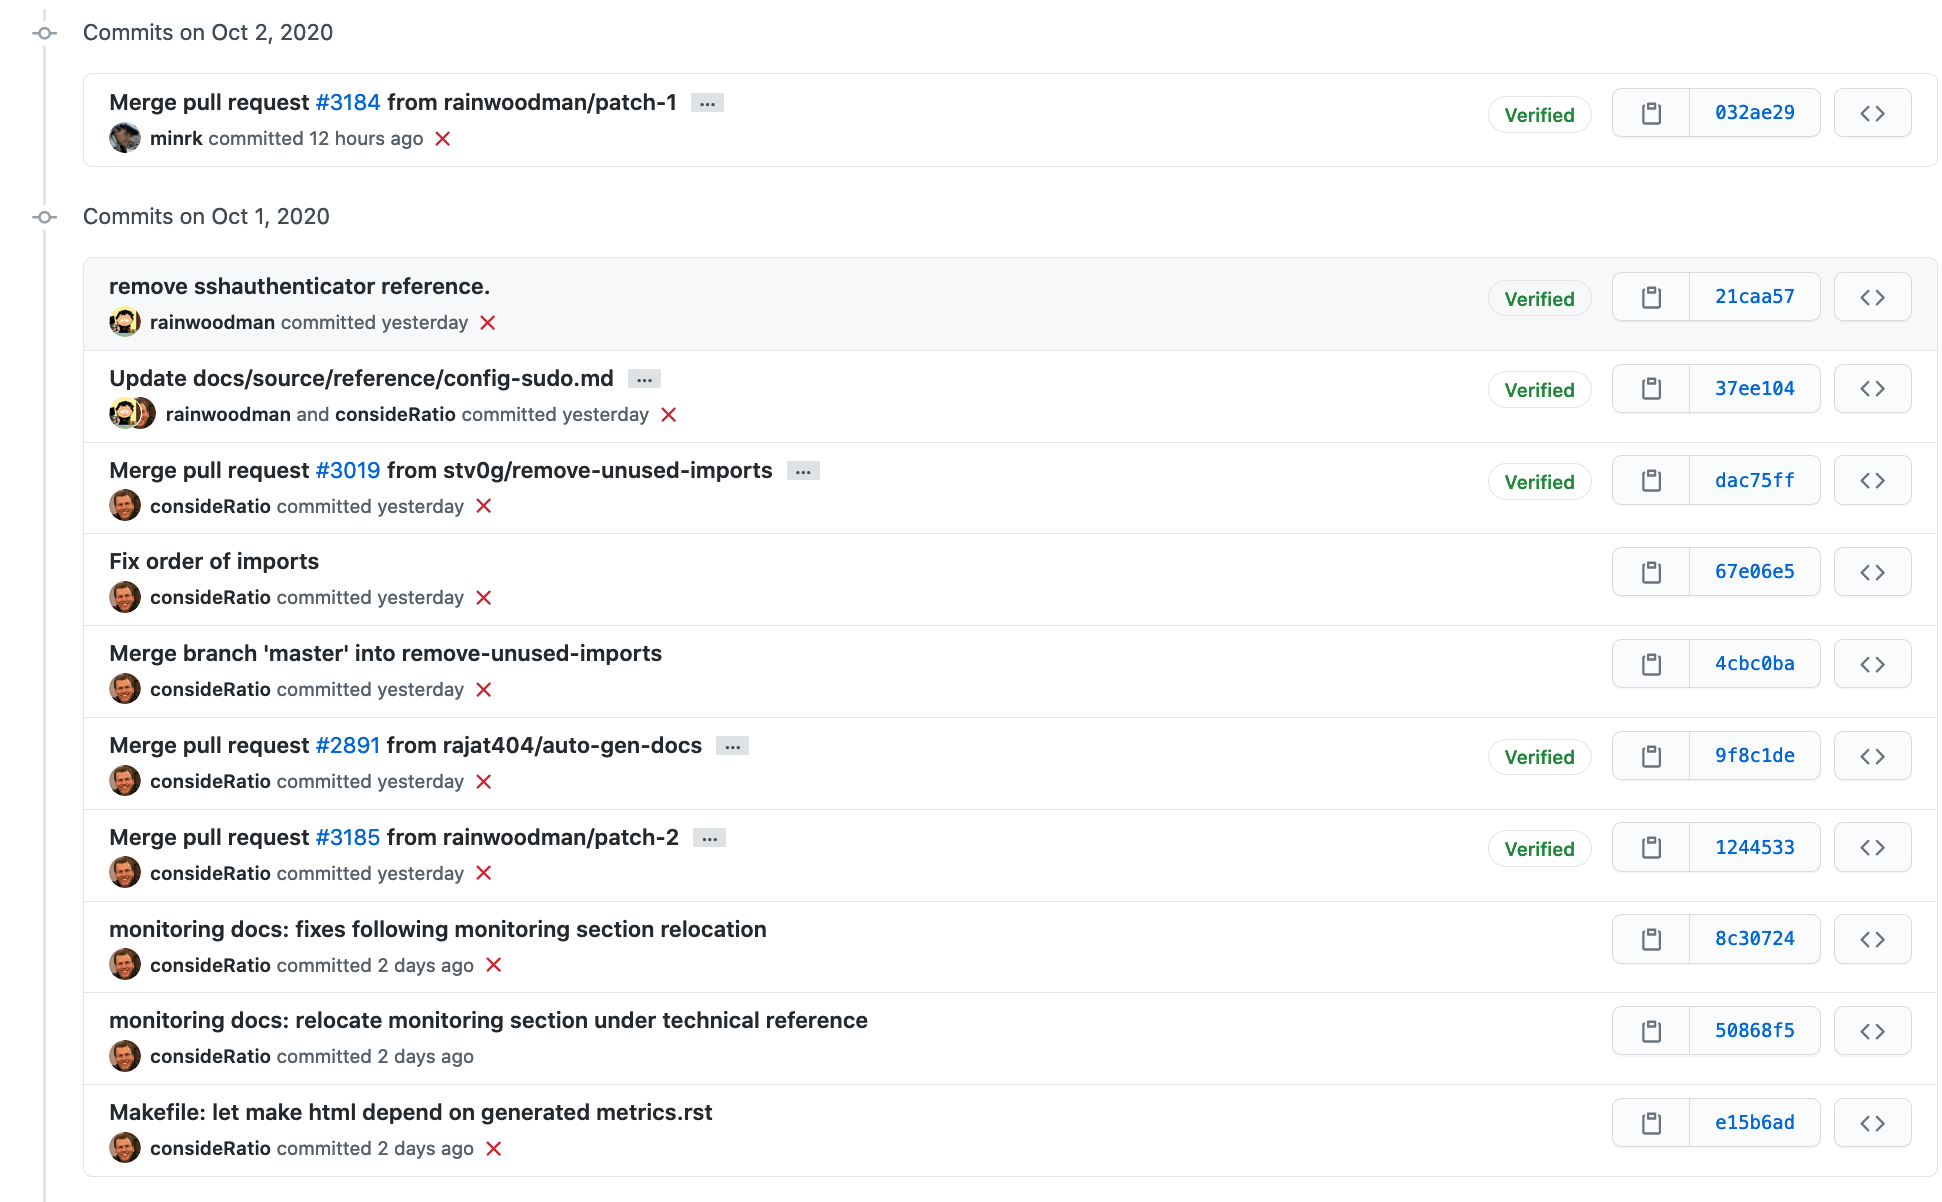 Commits on Oct 2, 2020
Merge pull request #3184 from rainwoodman/patch-1 ...
minrk committed 12 hours ago
Verified
032ae29
Commits on Oct 1, 2020
remove sshauthenticator reference.
rainwoodman committed yesterday
Verified
21caa57
Update docs/source/reference/config-sudo.md ...
rainwoodman and consideRatio committed yesterday
Verified
37ee104
Merge pull request #3019 from stv0g/remove-unused-imports ...
consideRatio committed yesterday
Verified
dac75ff
Fix order of imports
consideRatio committed yesterday
67e06e5
Merge branch 'master' into remove-unused-imports
consideRatio committed yesterday
4cbc0ba
Merge pull request #2891 from rajat404/auto-gen-docs ...
consideRatio committed yesterday
Verified
9f8c1de
Merge pull request #3185 from rainwoodman/patch-2 ...
consideRatio committed yesterday
Verified
1244533
monitoring docs: fixes following monitoring section relocation
consideRatio committed 2 days ago
8c30724
monitoring docs: relocate monitoring section under technical reference
consideRatio committed 2 days ago
50868f5
Makefile: let make html depend on generated metrics.rst
consideRatio committed 2 days ago
e15b6ad